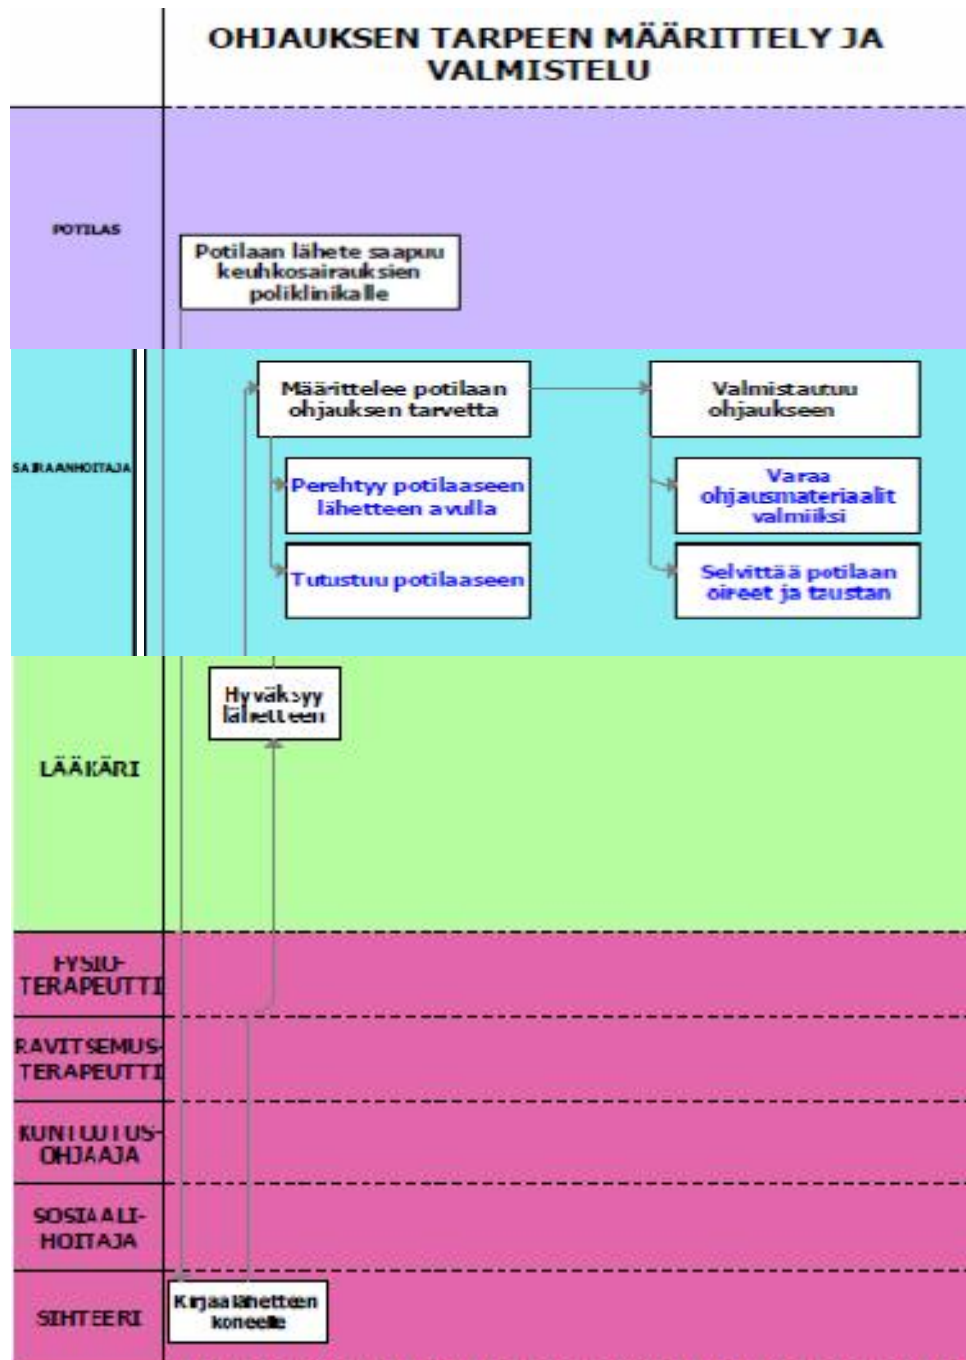 OHJAUKSEN TARPEEN MÄÄRITTELY JA
VALMISTELU
POTILAS
Potilaan lähete saapuu
keuhkosairauksien
poliklinikalle
SAIRAANHOITAJA
Määrittelee potilaan
ohjauksen tarvetta
Valmistautuu
ohjaukseen
Perehtyy potilaaseen
lähetteen avulla
Varaa
ohjausmateriaalit
valmiiksi
Tutustuu potilaaseen
Selvittää potilaan
oireet ja taustan
Hyväksyy
lähetteen
LÄÄKÄRI
FYSIO-
TERAPEUTTI
RAVITSEMUS-
TERAPEUTTI
KUNTOUTUS-
OHJAAJA
SOSIAALI-
HOITAJA
SIHTEERI
Kirjaa lähetteen
koneelle